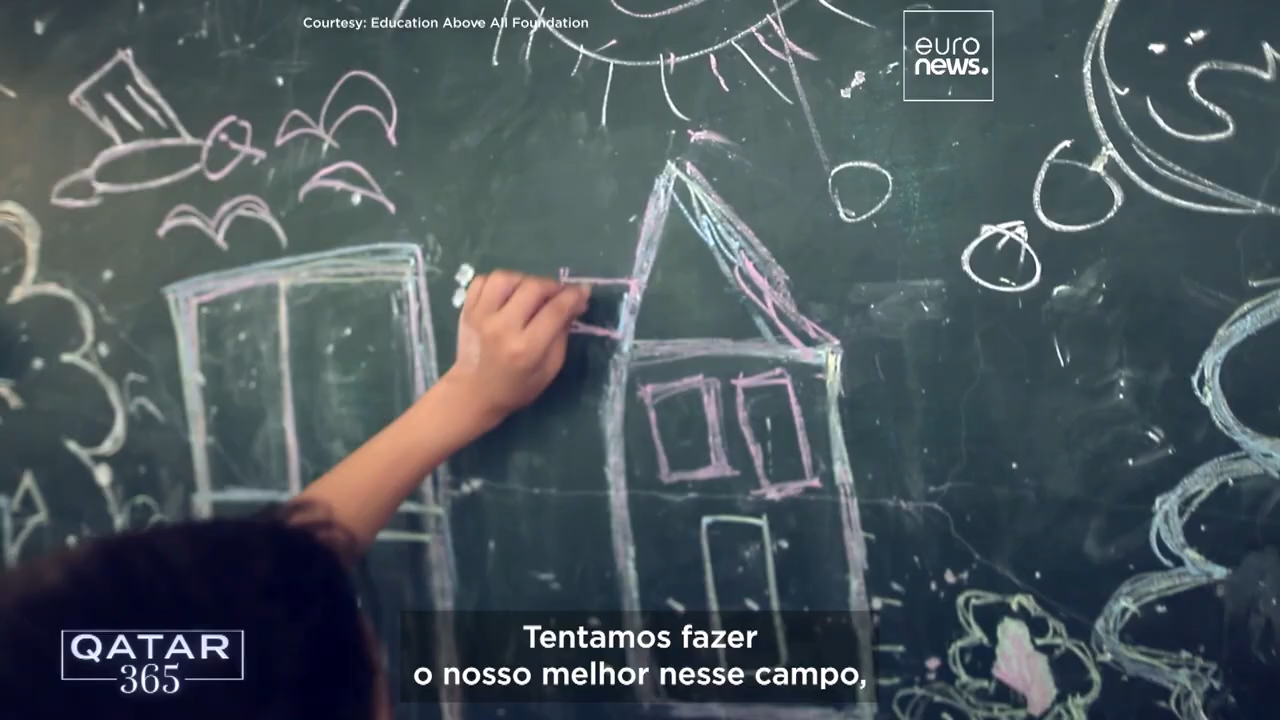 Courtesy: Education Above All Foundation
euro
news.
QATAR
365
Tentamos fazer
o nosso melhor nesse campo,